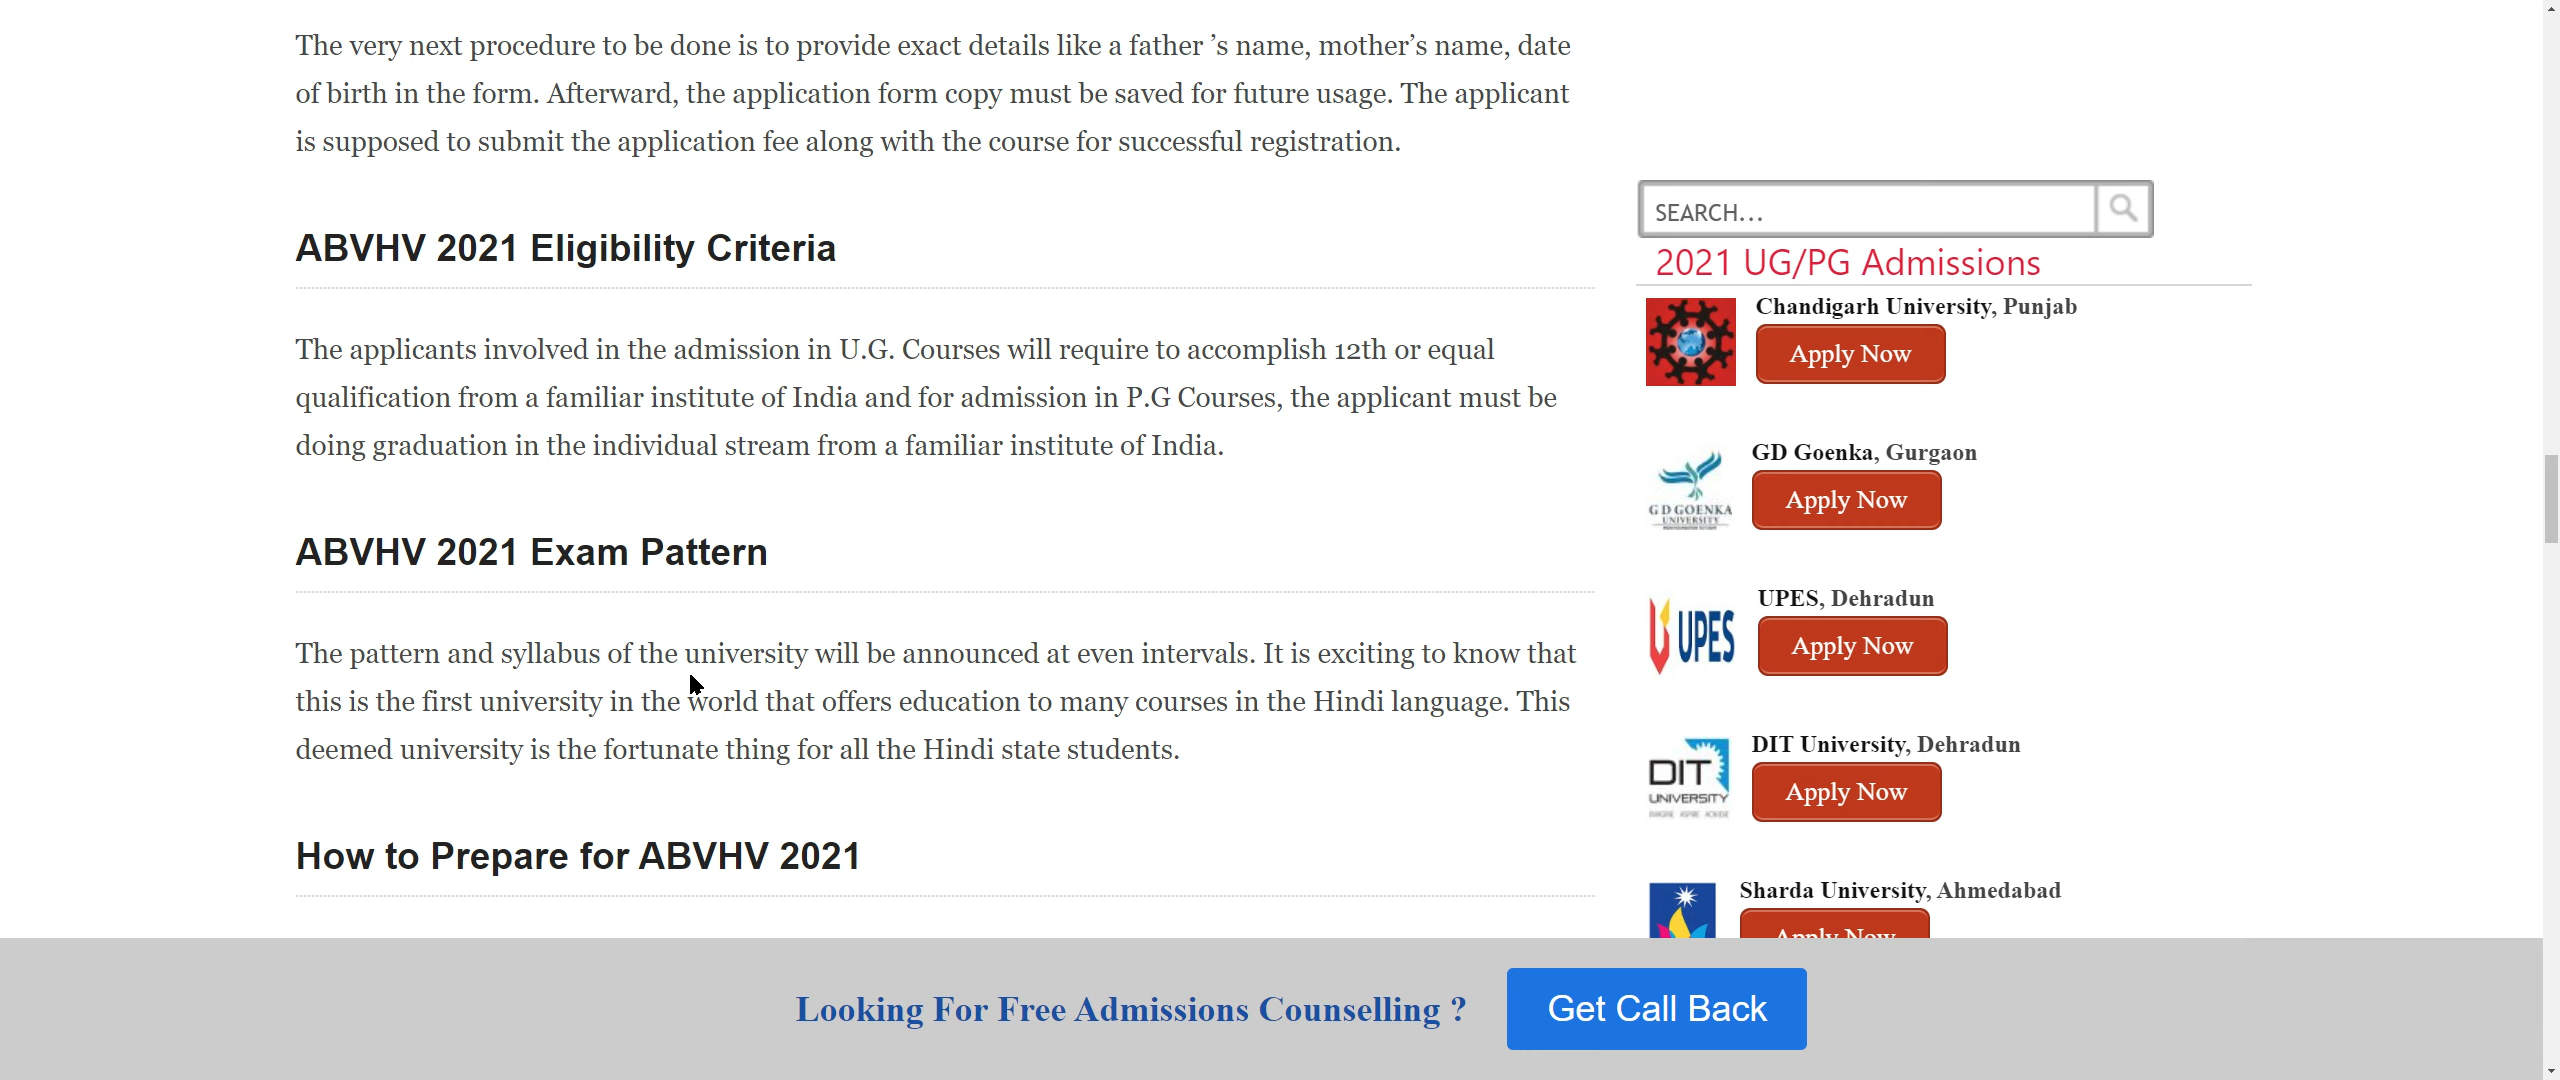 The very next procedure to be done is to provide exact details like a father ’s name, mother’s name, date
of birth in the form. Afterward, the application form copy must be saved for future usage. The applicant
is supposed to submit the application fee along with the course for successful registration.
ABVHV 2021 Eligibility Criteria
The applicants involved in the admission in U.G. Courses will require to accomplish 12th or equal
qualification from a familiar institute of India and for admission in P.G Courses, the applicant must be
doing graduation in the individual stream from a familiar institute of India.
ABVHV 2021 Exam Pattern
The pattern and syllabus of the university will be announced at even intervals. It is exciting to know that
this is the first university in the world that offers education to many courses in the Hindi language. This
deemed university is the fortunate thing for all the Hindi state students.
How to Prepare for ABVHV 2021
SEARCH...
2021 UG/PG Admissions
Chandigarh University, Punjab
Apply Now
GD Goenka, Gurgaon
G D GOENKA
UNIVERSITY
Apply Now
UPES, Dehradun
UPES
Apply Now
DIT University, Dehradun
DIT
UNIVERSITY
Apply Now
Sharda University, Ahmedabad
Apply Now
Looking For Free Admissions Counselling ?
Get Call Back